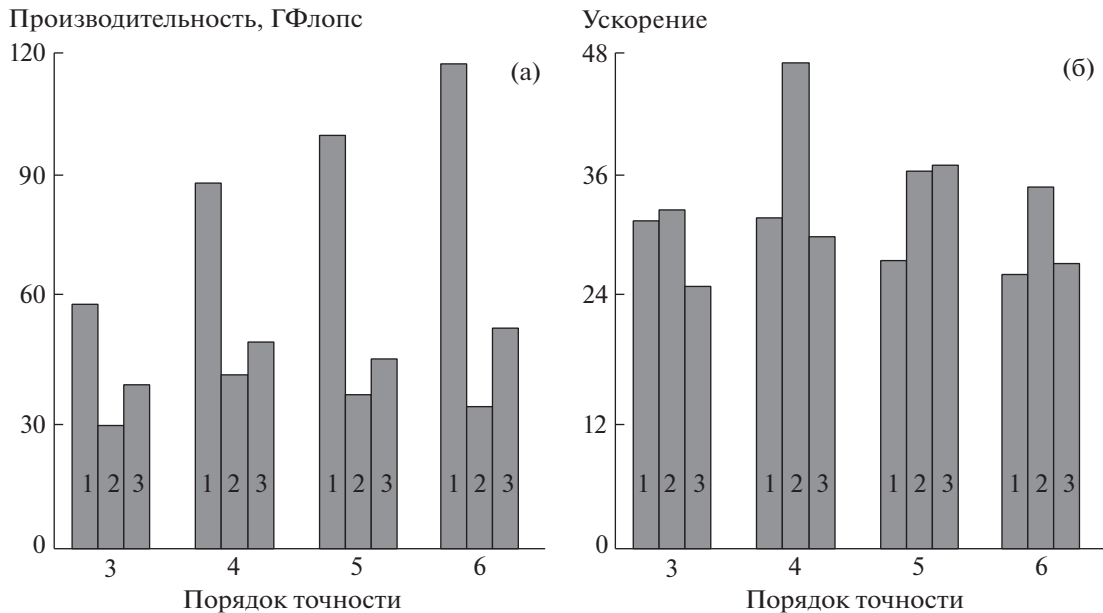 Производительность, ГФлопс
120
(а)
90
60
30
1 2 3 1 2 3 1 2 3 1 2 3
0
3 4 5 6
Порядок точности
Ускорение
48
(б)
36
24
12
1 2 3 1 2 3 1 2 3 1 2 3
0
3 4 5 6
Порядок точности